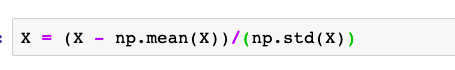 : X = (X - np.mean(X))/(np.std(X))